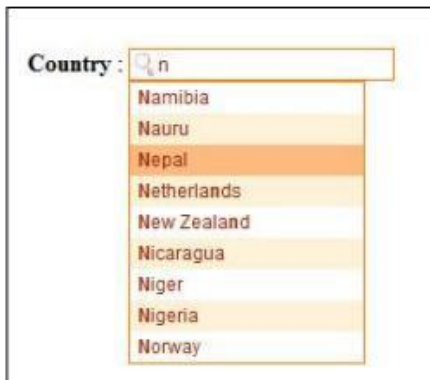 Country : n
Namibia
Nauru
Nepal
Netherlands
New Zealand
Nicaragua
Niger
Nigeria
Norway